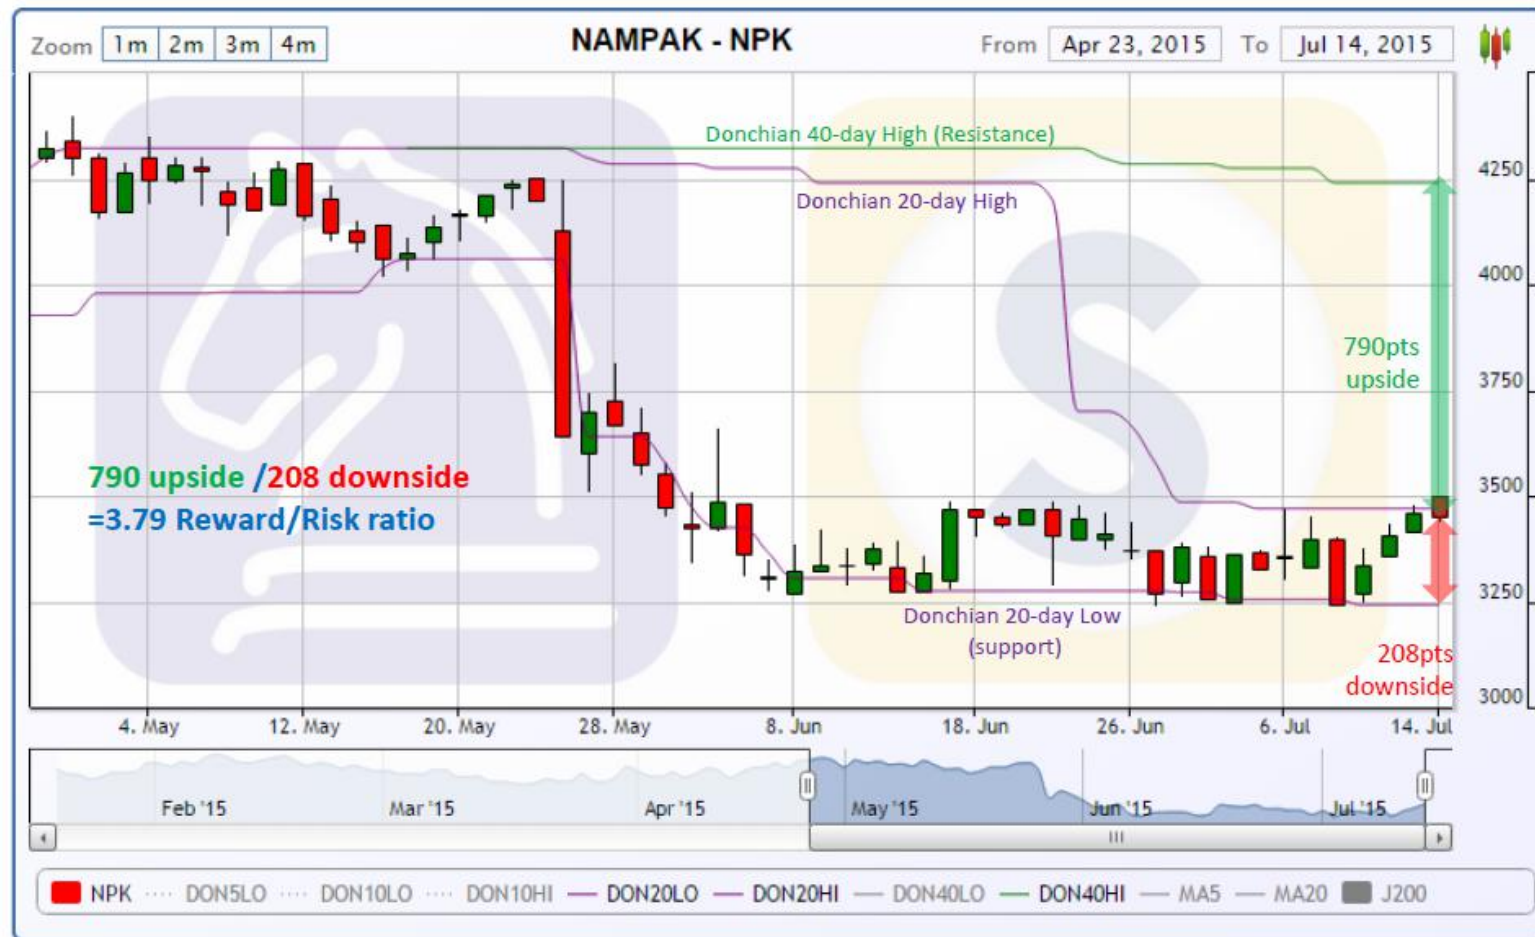 Zoom 1m 2m 3m 4m NAMPAK - NPK From Apr 23, 2015 To Jul 14, 2015
Donchian 40-day High (Resistance)
4250
Donchian 20-day High
4000
790pts
upside
3750
790 upside /208 downside
=3.79 Reward/Risk ratio
3500
3250
Donchian 20-day Low
(support)
208pts
downside
3000
4. May 12. May 20. May 28. May 8. Jun 18. Jun 26. Jun 6. Jul 14. Jul
S
Feb '15 Mar '15 Apr '15 May '15 Jun '15 Jul '15
NPK DON5LO DON10LO DON10HI DON20LO DON20HI DON40LO DON40HI MA5 MA20 J200